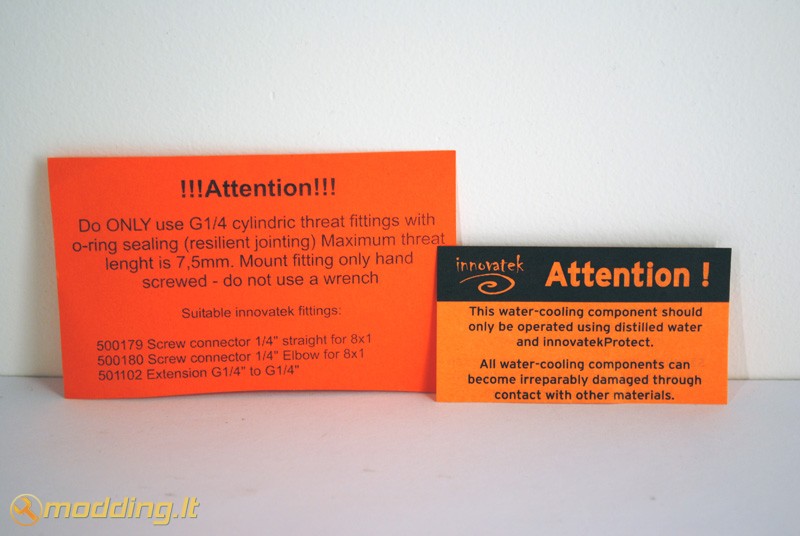 !!!Attention!!!
Do ONLY use G1/4 cylindric threat fittings with
o-ring sealing (resilient jointing) Maximum threat
lenght is 7,5mm. Mount fitting only hand
screwed - do not use a wrench
Suitable innovatek fittings:
500179 Screw connector 1/4" straight for 8x1
500180 Screw connector 1/4" Elbow for 8x1
501102 Extension G1/4" to G1/4"
innovatek
Attention !
This water-cooling component should
only be operated using distilled water
and innovatekProtect.
All water-cooling components can
become irreparably damaged through
contact with other materials.
modding.lt